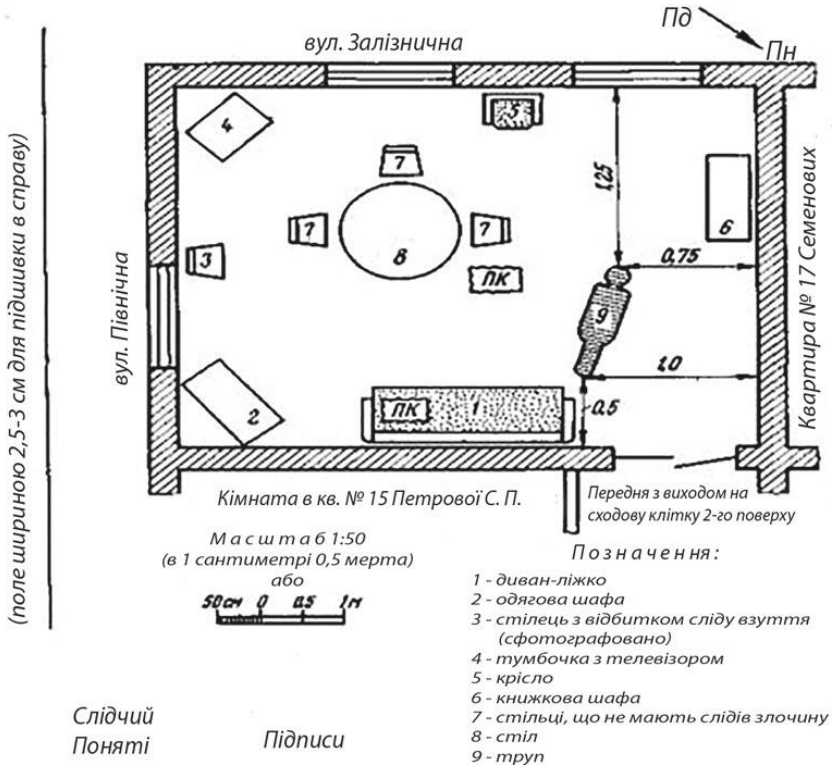 Пд
Пн
вул. Залізнична
(поле шириною 2,5-3 см для підшивки в справу)
вул. Північна
4
5
7
1,25
6
7
7
3
8
0,75
ПК
9
Квартира № 17 Семенових
2
ПК
1
1.0
0.5
Кімната в кв. № 15 Петрової С. П.
Передня з виходом на
сходову клітку 2-го поверху
Масштаб 1:50
(в 1 сантиметрі 0,5 мерта)
або
50 см 0 0.5 1 м
Позначення:
1 - диван-ліжко
2 - одягова шафа
3 - стілець з відбитком сліду взуття
(сфотографовано)
4 - тумбочка з телевізором
5 - крісло
6 - книжкова шафа
7 - стільці, що не мають слідів злочину
8 - стіл
9 - труп
Слідчий
Поняті Підписи